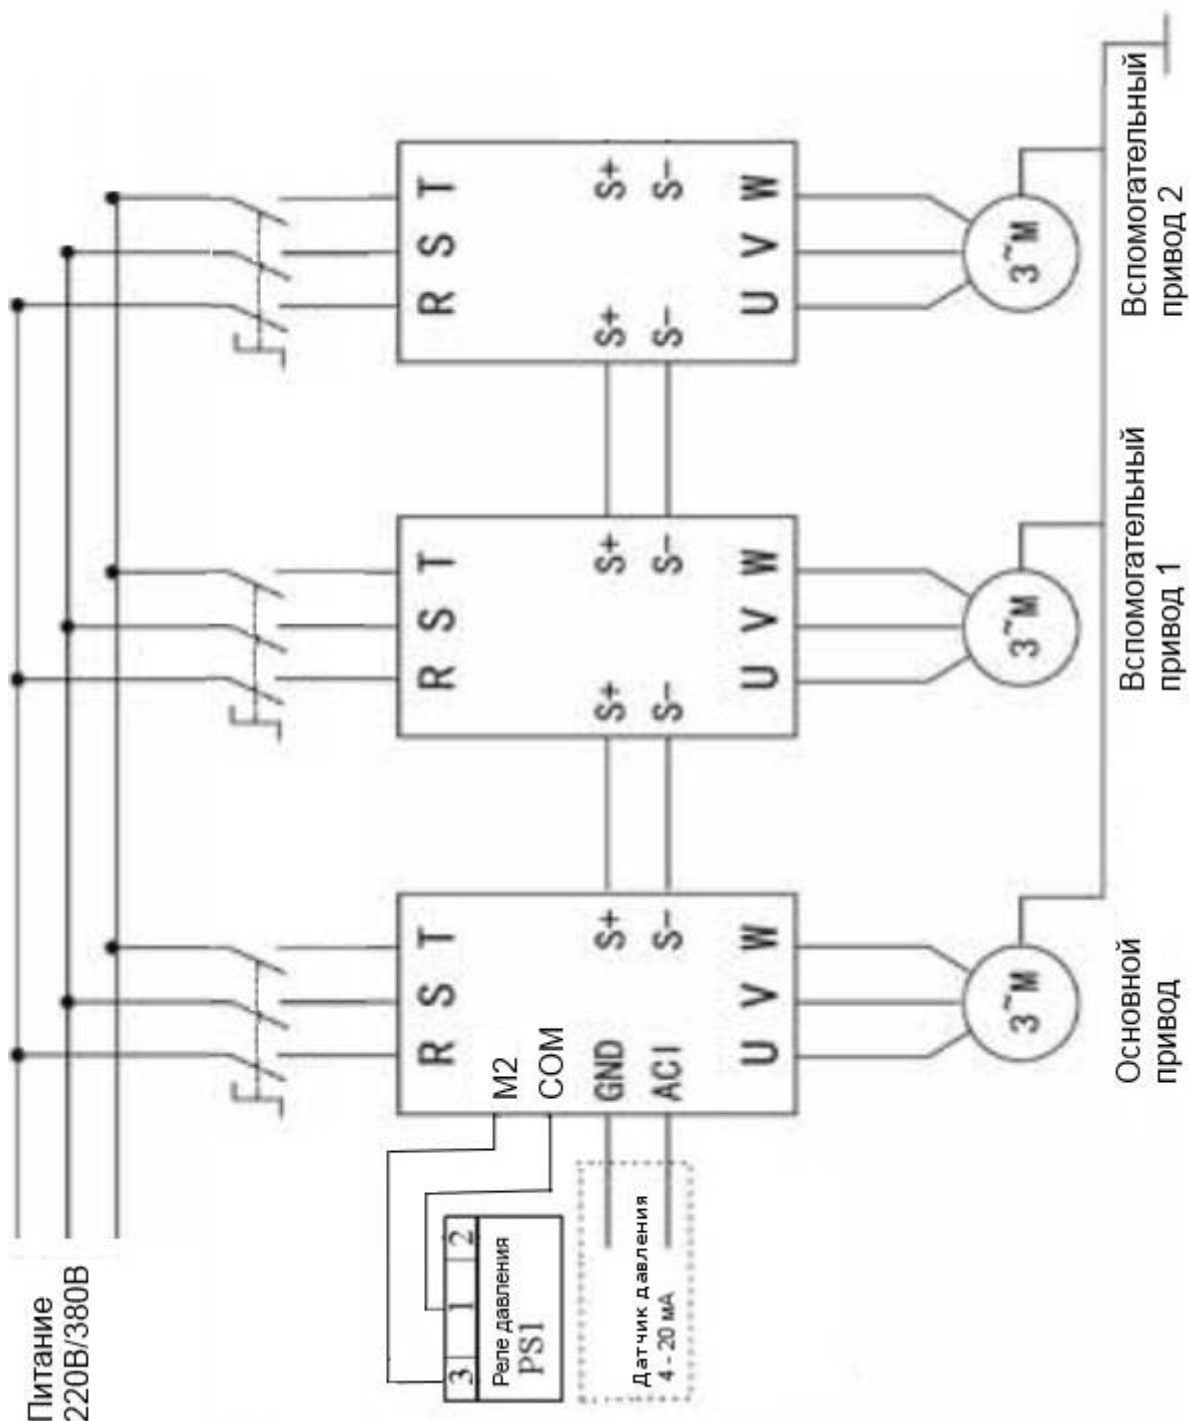 Питание
220В/380В
R S T
R S T
R S T
3 1 2
Реле давления
PS1
M2
COM
Датчик давления
4 - 20 мА
GND S+
ACI S-
S+ S+
S- S-
S+ S+
S- S-
U V W
U V W
U V W
3~M
3~M
3~M
Основной
привод
Вспомогательный
привод 1
Вспомогательный
привод 2